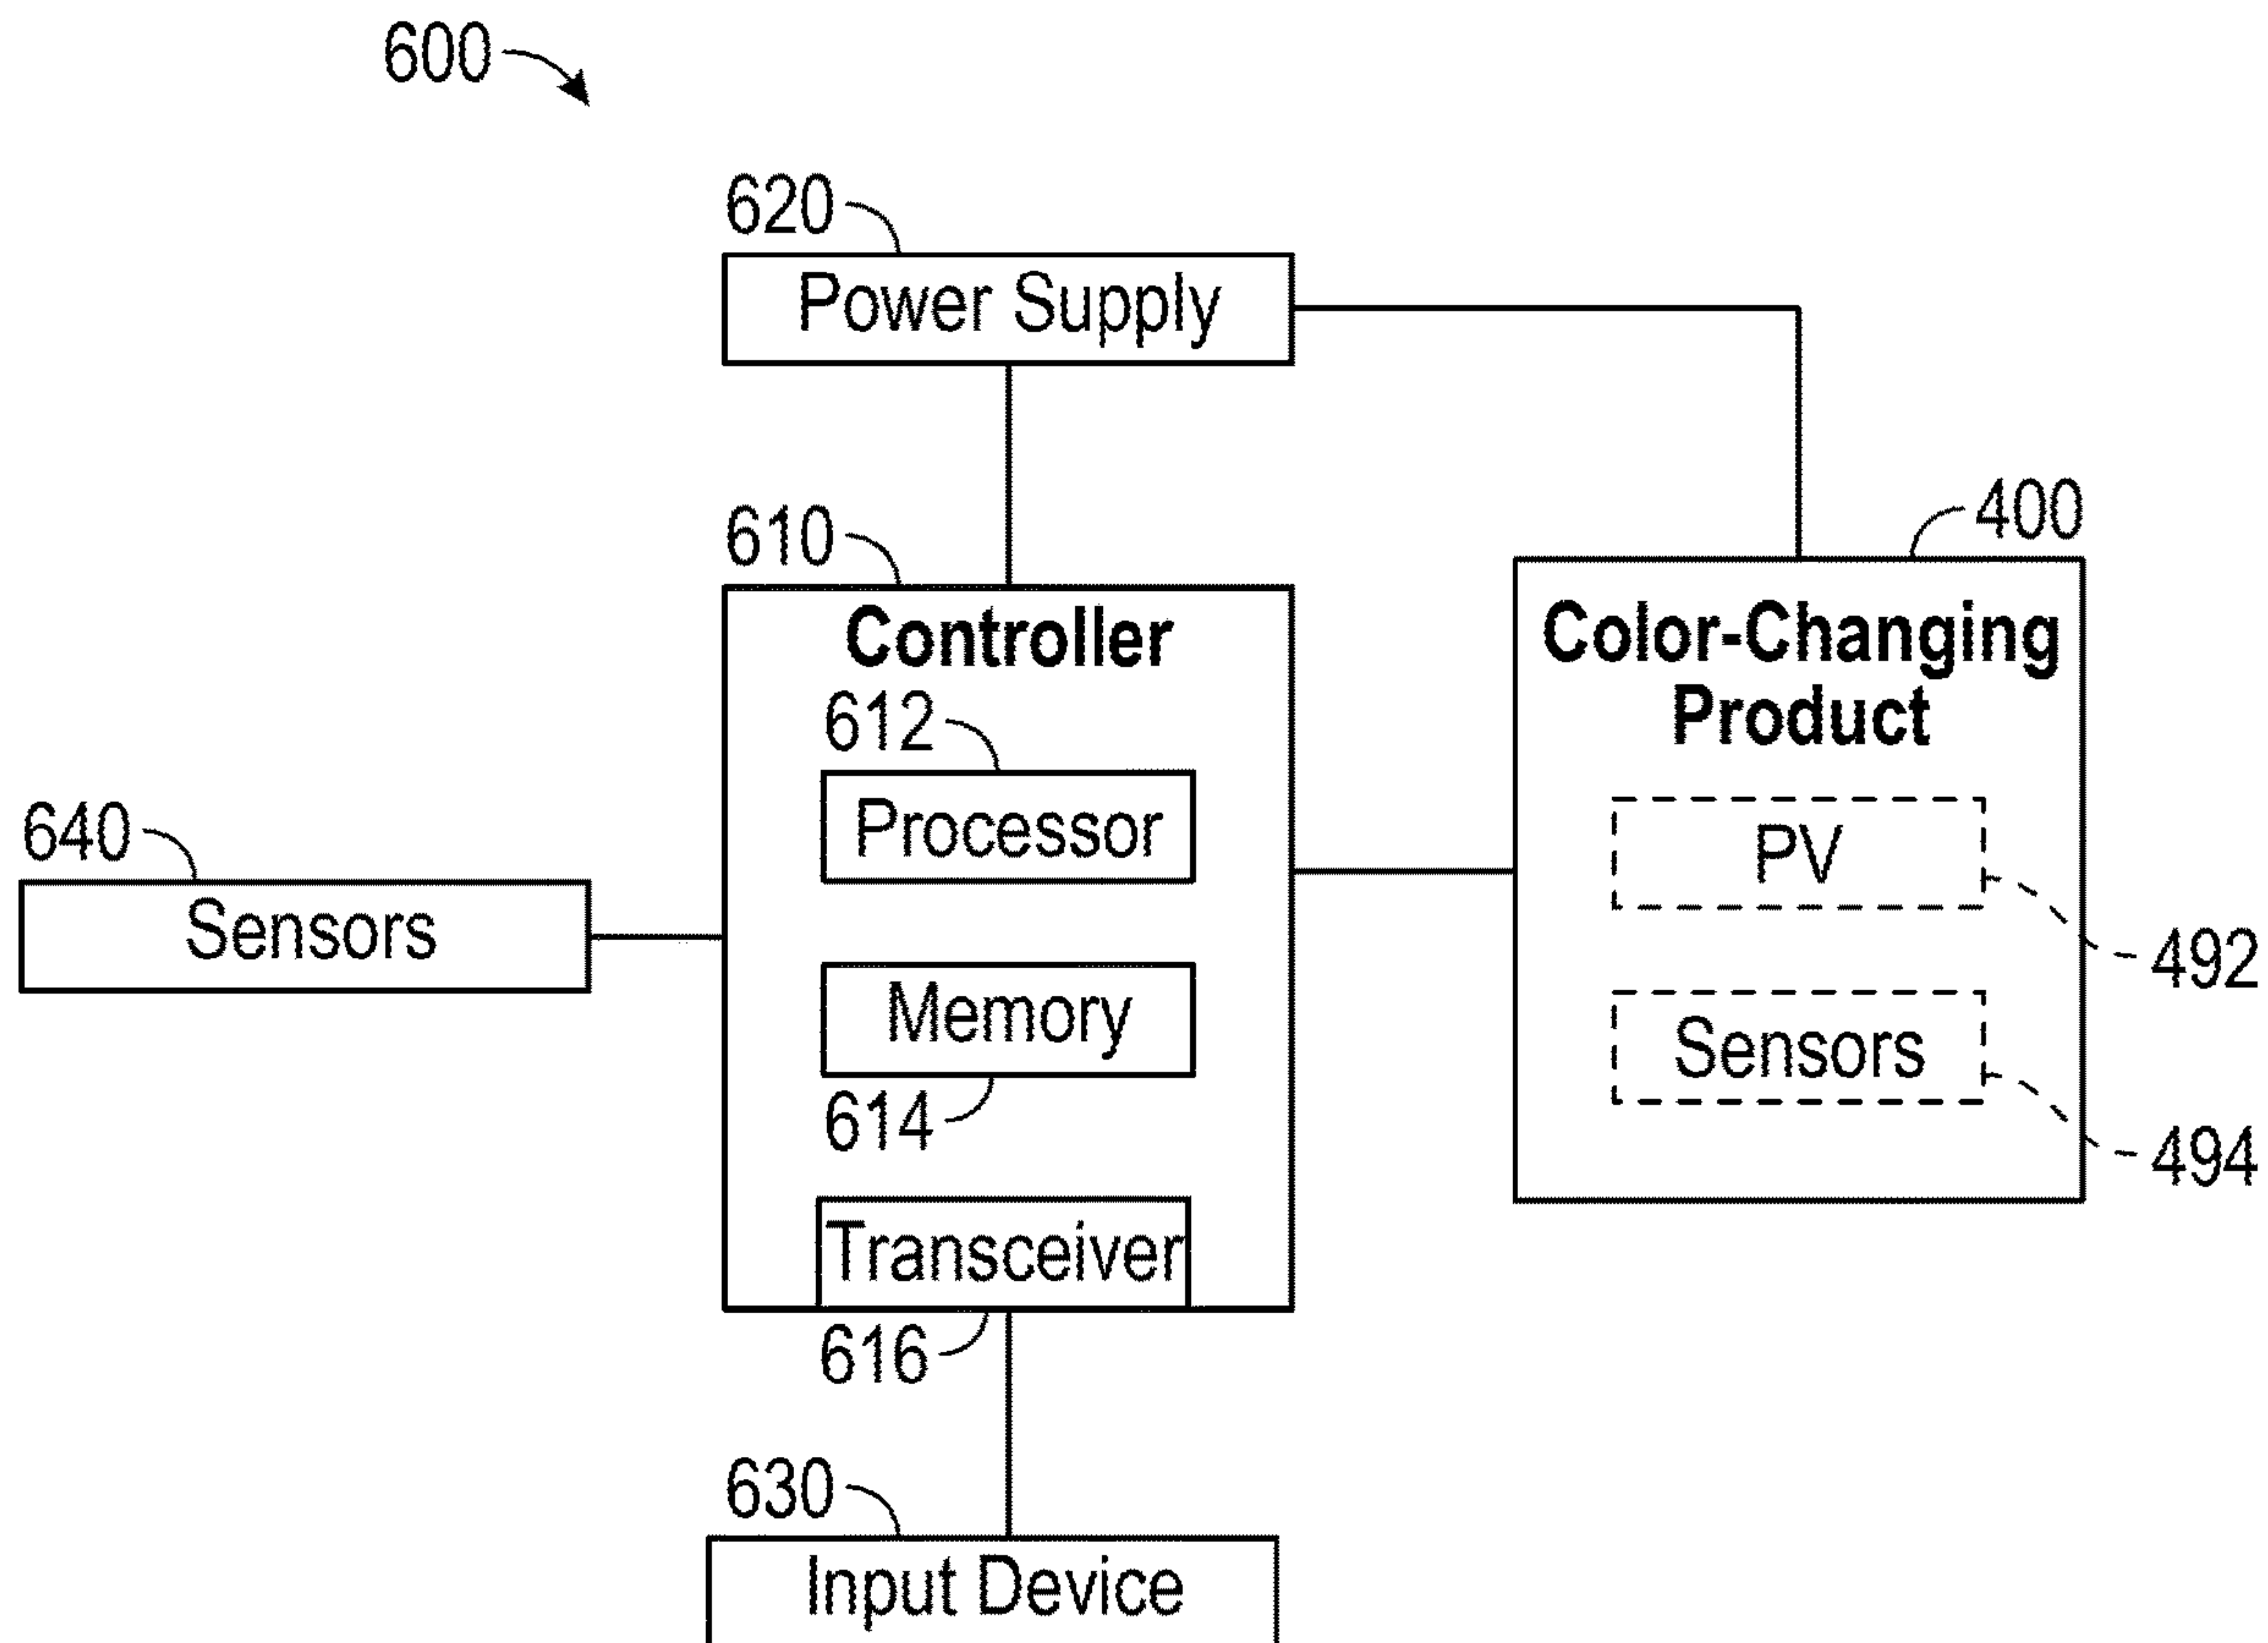 600
620
Power Supply
610
400
Controller
Color-Changing
Product
612
Processor
PV
640
Sensors
492
Memory
Sensors
614
494
Transceiver
616
630
Input Device